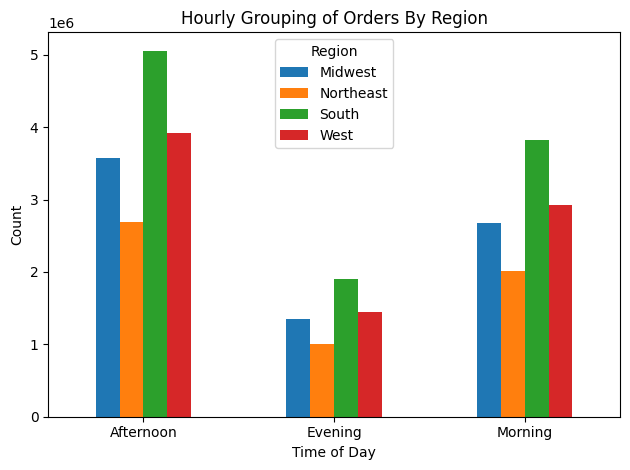 Hourly Grouping of Orders By Region
1e6
Region
Midwest
Northeast
South
West
5
4
3
2
1
0
Count
Afternoon
Evening
Morning
Time of Day